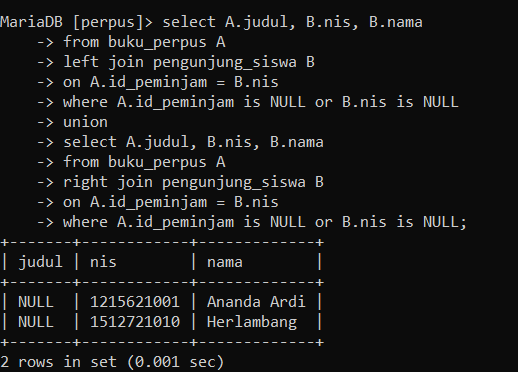 MariaDB [perpus]> select A.judul, B.nis, B.nama
    -> from buku_perpus A
    -> left join pengunjung_siswa B
    -> on A.id_peminjam = B.nis
    -> where A.id_peminjam is NULL or B.nis is NULL
    -> union
    -> select A.judul, B.nis, B.nama
    -> from buku_perpus A
    -> right join pengunjung_siswa B
    -> on A.id_peminjam = B.nis
    -> where A.id_peminjam is NULL or B.nis is NULL;
+-------+------------+-------------+
| judul | nis        | nama        |
+-------+------------+-------------+
| NULL  | 1215621001 | Ananda Ardi |
| NULL  | 1512721010 | Herlambang  |
+-------+------------+-------------+
2 rows in set (0.001 sec)